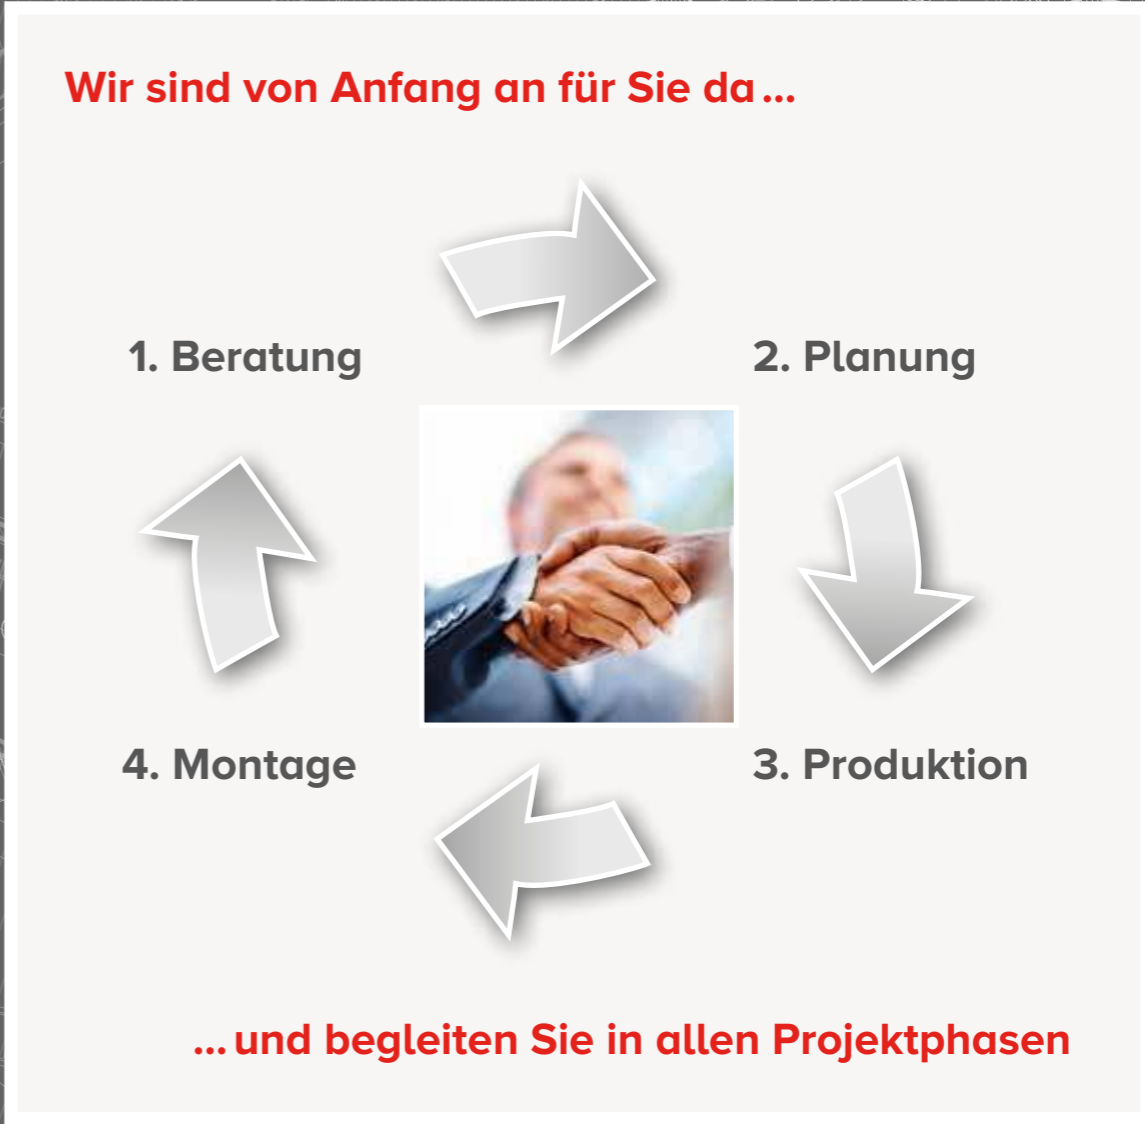 Wir sind von Anfang an für Sie da ...
1. Beratung
2. Planung
4. Montage
3. Produktion
... und begleiten Sie in allen Projektphasen